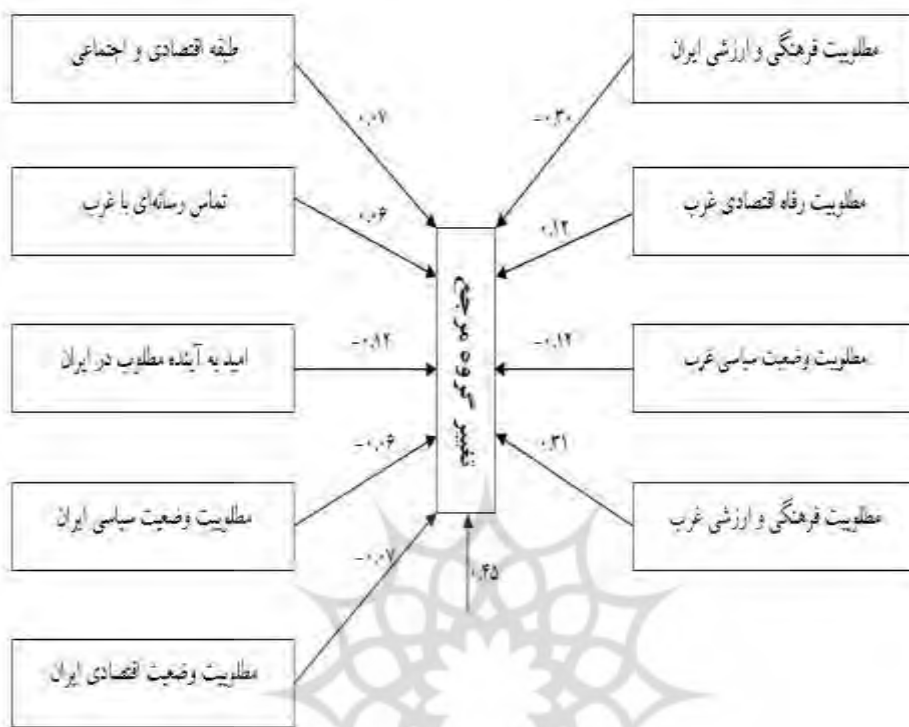 مطلوبیت فرهنگی و ارزشی ایران
طبقه اقتصادی و اجتماعی
-۰.۳۰
۰.۰۷
مطلوبیت رفاه اقتصادی غرب
تماس رسانه‌ای با غرب
۰.۱۲
۰.۰۶
تغییر گروه مرجع
مطلوبیت وضعیت سیاسی غرب
امید به آینده مطلوب در ایران
-۰.۱۲
-۰.۱۲
مطلوبیت فرهنگی و ارزشی غرب
مطلوبیت وضعیت سیاسی ایران
۰.۳۱
-۰.۰۶
مطلوبیت وضعیت اقتصادی ایران
-۰.۰۷
۰.۴۵